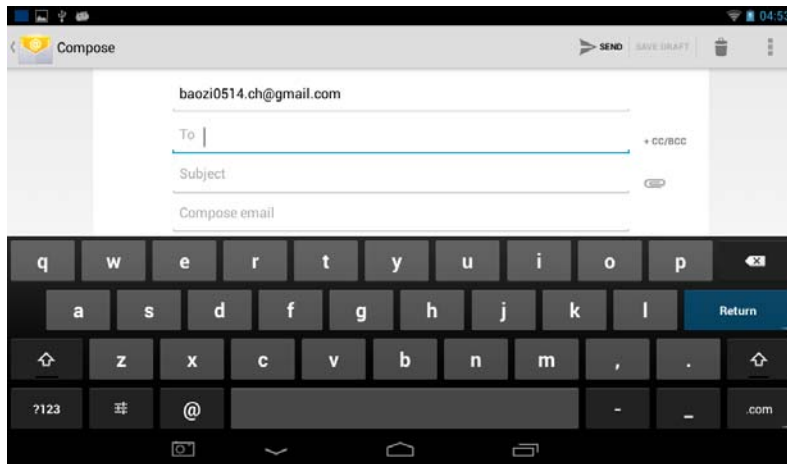 04:53
Compose
SEND
SAVE DRAFT
baozi0514.ch@gmail.com
To
+ CC/BCC
Subject
Compose email
q w e r t y u i o p
a s d f g h j k l Return
z x c v b n m , .
?123 @ - _ .com